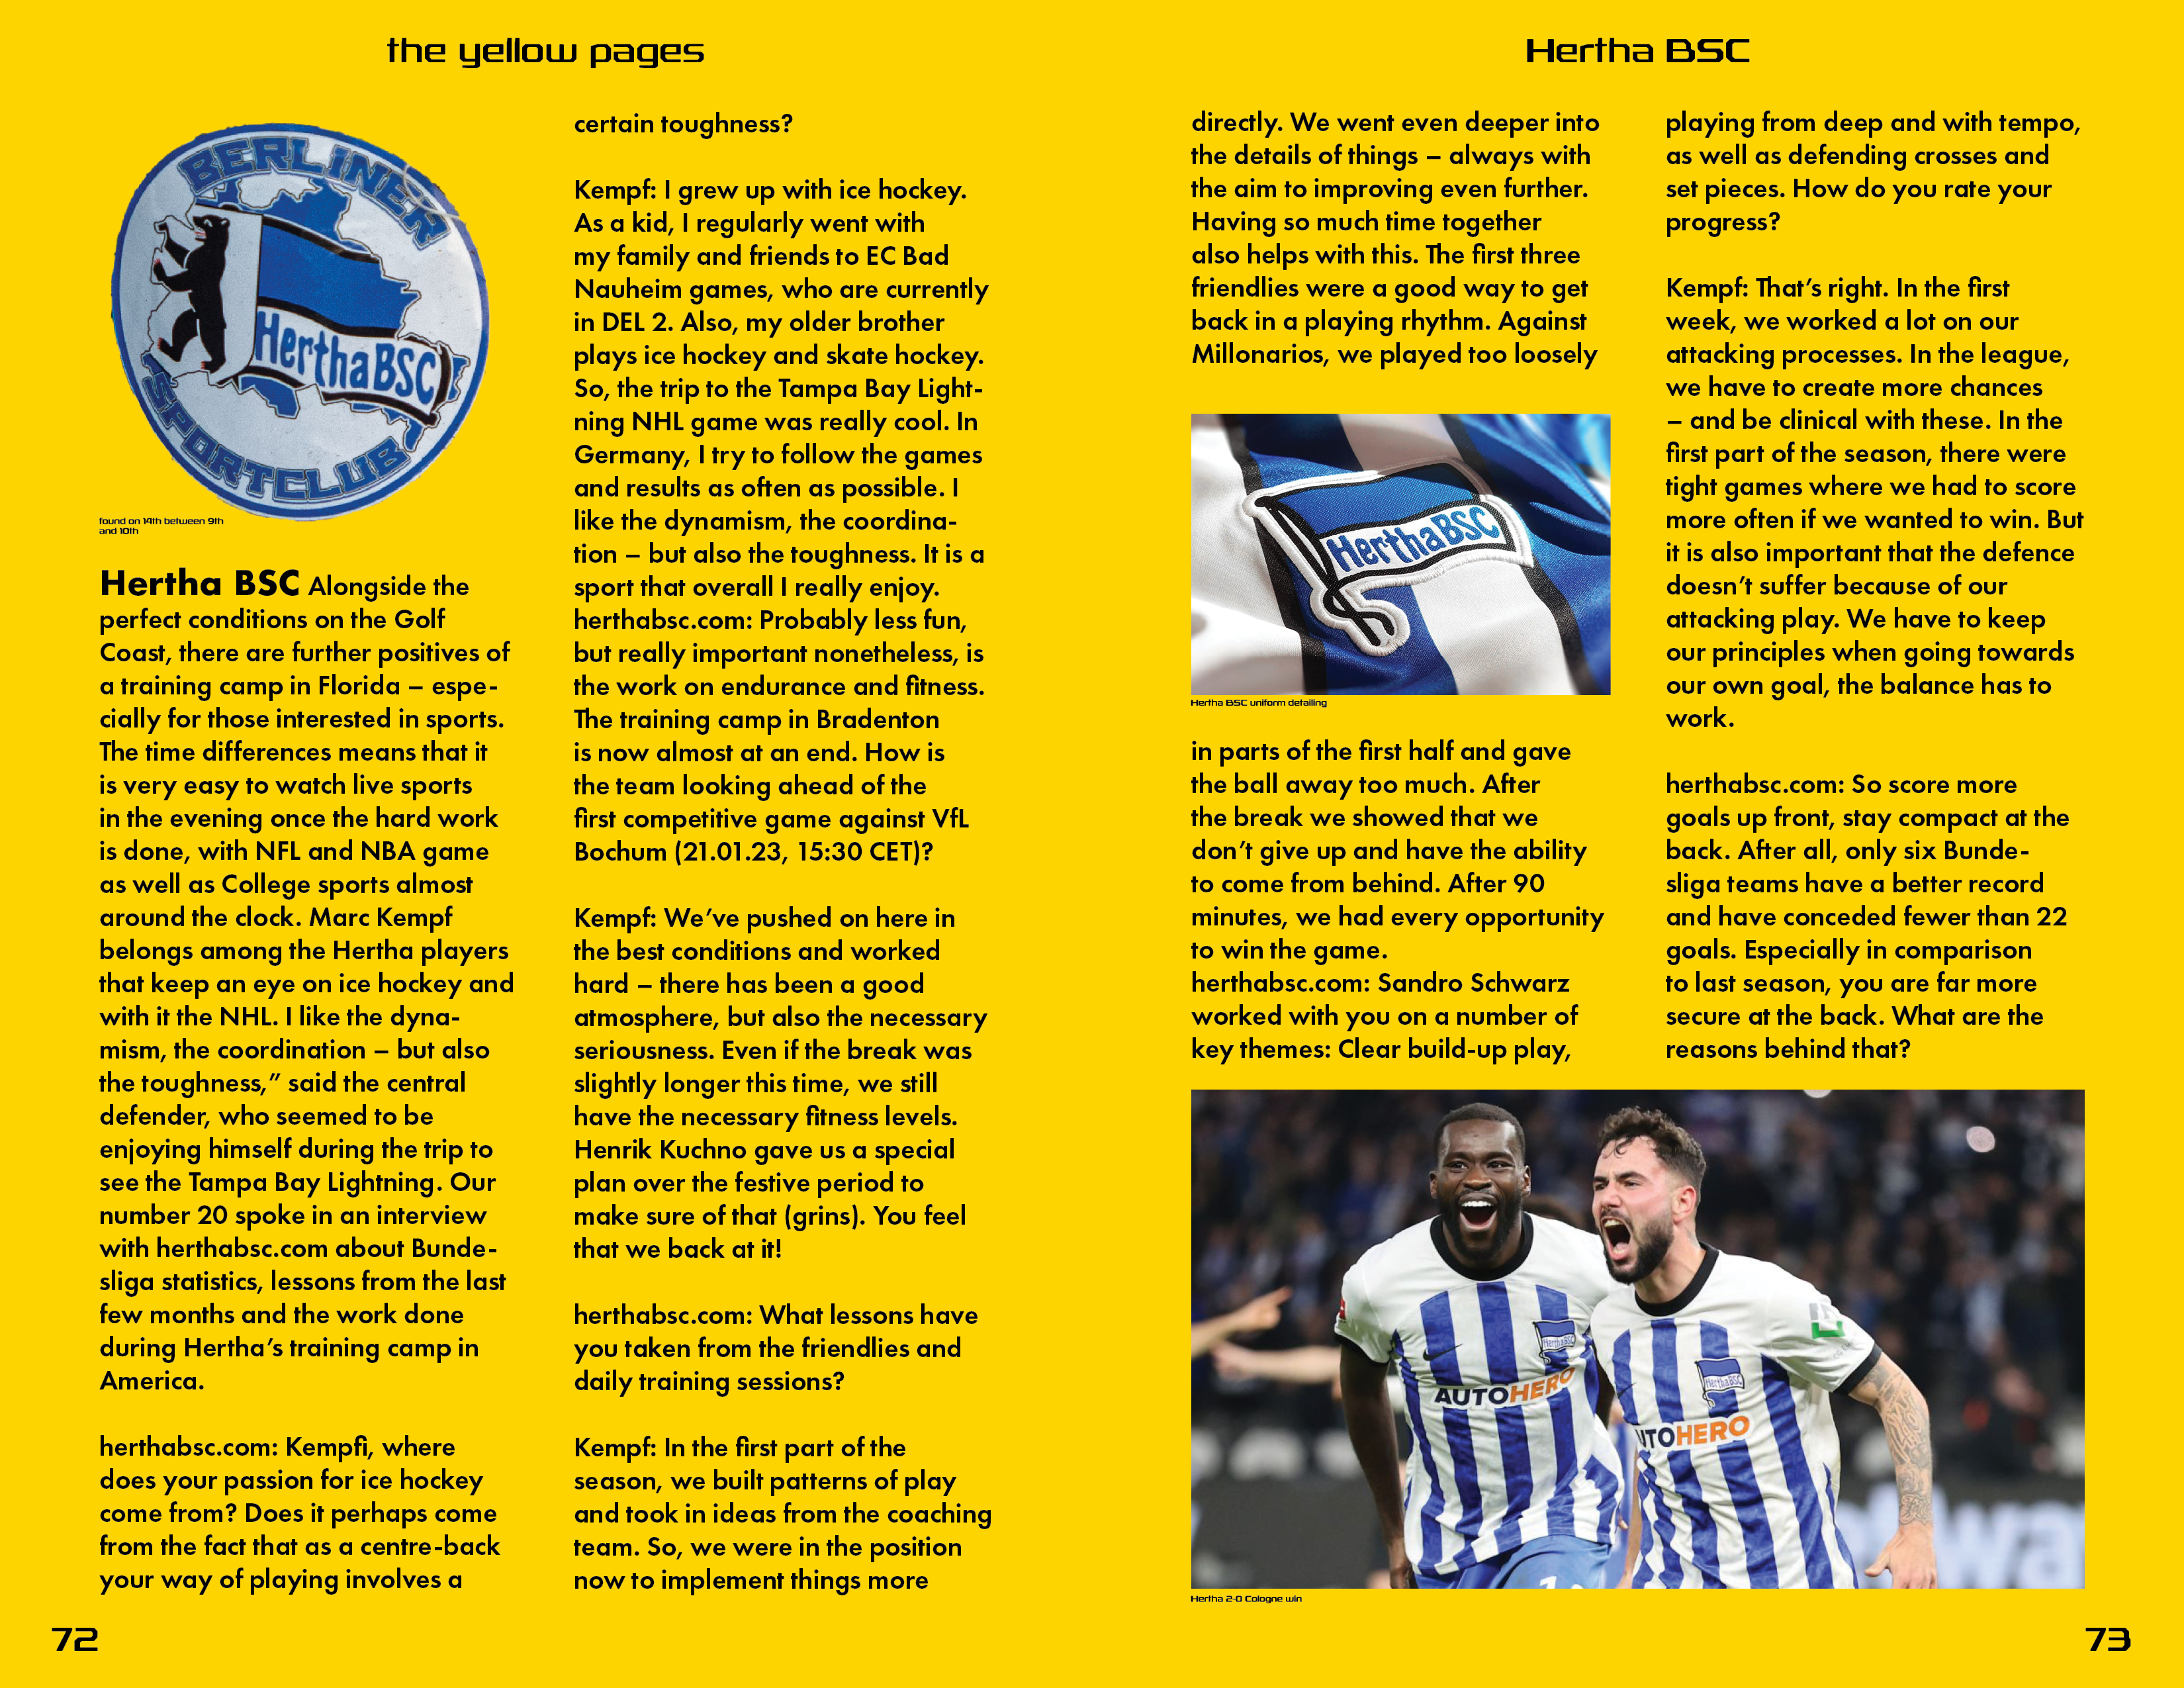 the yellow pages
BERLINER
HerthaBSC
SPORTCLUB
found on 14th between 9th
and 10th
Hertha BSC Alongside the
perfect conditions on the Golf
Coast, there are further positives of
a training camp in Florida – espe-
cially for those interested in sports.
The time differences means that it
is very easy to watch live sports
in the evening once the hard work
is done, with NFL and NBA game
as well as College sports almost
around the clock. Marc Kempf
belongs among the Hertha players
that keep an eye on ice hockey and
with it the NHL. I like the dyna-
mism, the coordination – but also
the toughness,” said the central
defender, who seemed to be
enjoying himself during the trip to
see the Tampa Bay Lightning. Our
number 20 spoke in an interview
with herthabsc.com about Bunde-
sliga statistics, lessons from the last
few months and the work done
during Hertha’s training camp in
America.
herthabsc.com: Kempfi, where
does your passion for ice hockey
come from? Does it perhaps come
from the fact that as a centre-back
your way of playing involves a
certain toughness?
Kempf: I grew up with ice hockey.
As a kid, I regularly went with
my family and friends to EC Bad
Nauheim games, who are currently
in DEL 2. Also, my older brother
plays ice hockey and skate hockey.
So, the trip to the Tampa Bay Light-
ning NHL game was really cool. In
Germany, I try to follow the games
and results as often as possible. I
like the dynamism, the coordina-
tion – but also the toughness. It is a
sport that overall I really enjoy.
herthabsc.com: Probably less fun,
but really important nonetheless, is
the work on endurance and fitness.
The training camp in Bradenton
is now almost at an end. How is
the team looking ahead of the
first competitive game against VfL
Bochum (21.01.23, 15:30 CET)?
Kempf: We’ve pushed on here in
the best conditions and worked
hard – there has been a good
atmosphere, but also the necessary
seriousness. Even if the break was
slightly longer this time, we still
have the necessary fitness levels.
Henrik Kuchno gave us a special
plan over the festive period to
make sure of that (grins). You feel
that we back at it!
herthabsc.com: What lessons have
you taken from the friendlies and
daily training sessions?
Kempf: In the first part of the
season, we built patterns of play
and took in ideas from the coaching
team. So, we were in the position
now to implement things more
72
Hertha BSC
directly. We went even deeper into
the details of things – always with
the aim to improving even further.
Having so much time together
also helps with this. The first three
friendlies were a good way to get
back in a playing rhythm. Against
Millonarios, we played too loosely
HerthaBSC
Hertha BSC uniform detailing
in parts of the first half and gave
the ball away too much. After
the break we showed that we
don’t give up and have the ability
to come from behind. After 90
minutes, we had every opportunity
to win the game.
herthabsc.com: Sandro Schwarz
worked with you on a number of
key themes: Clear build-up play,
playing from deep and with tempo,
as well as defending crosses and
set pieces. How do you rate your
progress?
Kempf: That’s right. In the first
week, we worked a lot on our
attacking processes. In the league,
we have to create more chances
– and be clinical with these. In the
first part of the season, there were
tight games where we had to score
more often if we wanted to win. But
it is also important that the defence
doesn’t suffer because of our
attacking play. We have to keep
our principles when going towards
our own goal, the balance has to
work.
herthabsc.com: So score more
goals up front, stay compact at the
back. After all, only six Bunde-
sliga teams have a better record
and have conceded fewer than 22
goals. Especially in comparison
to last season, you are far more
secure at the back. What are the
reasons behind that?
HerthaBSC
AUTOHERO
HerthaBSC
UTOHERO
Hertha 2-0 Cologne win
73